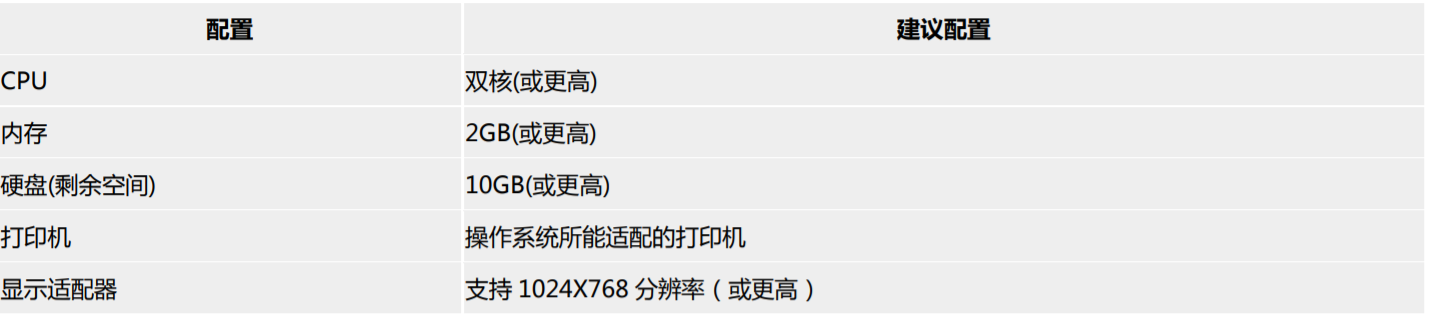 配置 建议配置
CPU 双核(或更高)
内存 2GB(或更高)
硬盘(剩余空间) 10GB(或更高)
打印机 操作系统所能适配的打印机
显示适配器 支持 1024X768 分辨率（或更高）